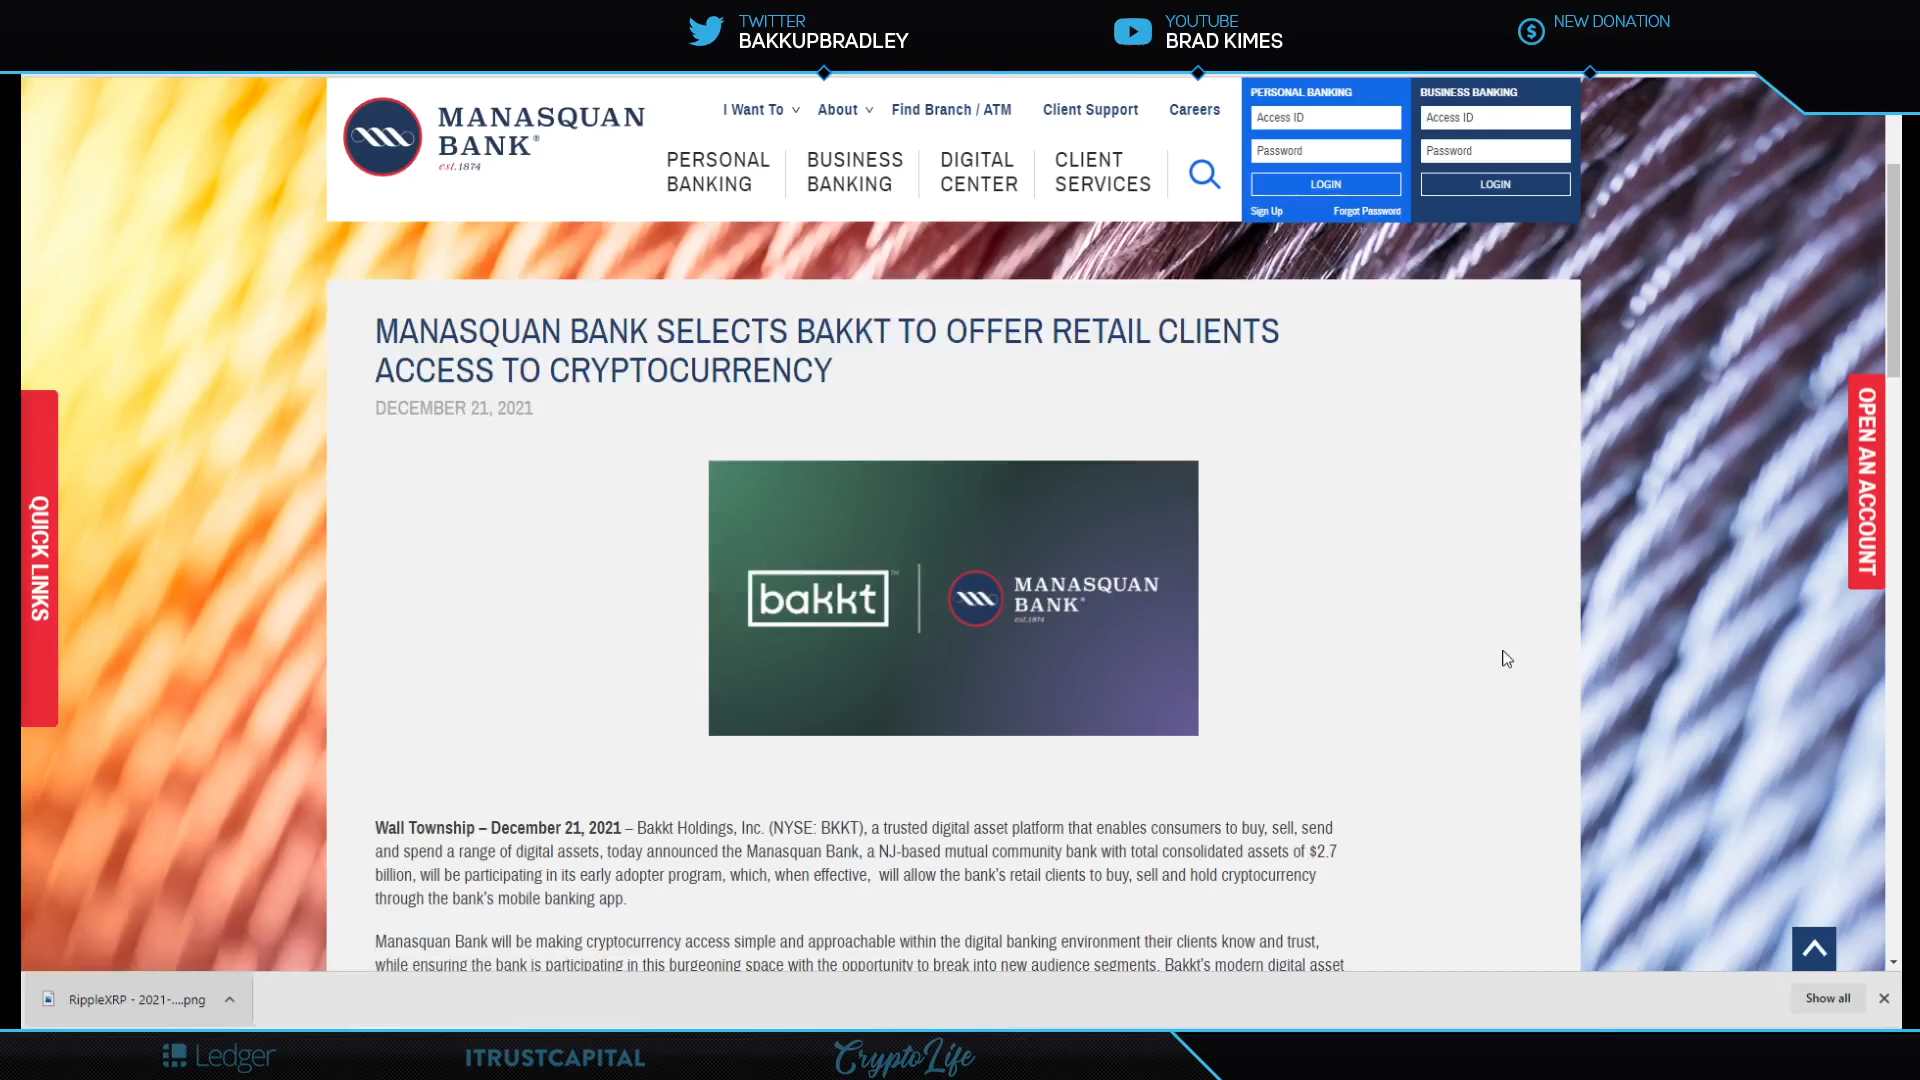 TWITTER
BAKKUPBRADLEY
YOUTUBE
BRAD KIMES
NEW DONATION
MANASQUAN
BANK®
est.1874
I Want To
About
Find Branch / ATM
Client Support
Careers
PERSONAL
BANKING
BUSINESS
BANKING
DIGITAL
CENTER
CLIENT
SERVICES
PERSONAL BANKING
Access ID
Password
LOGIN
Sign Up
Forgot Password
BUSINESS BANKING
Access ID
Password
LOGIN
QUICK LINKS
OPEN AN ACCOUNT
MANASQUAN BANK SELECTS BAKKT TO OFFER RETAIL CLIENTS
ACCESS TO CRYPTOCURRENCY
DECEMBER 21, 2021
bakkt™
MANASQUAN
BANK®
est.1874
Wall Township – December 21, 2021 – Bakkt Holdings, Inc. (NYSE: BKKT), a trusted digital asset platform that enables consumers to buy, sell, send
and spend a range of digital assets, today announced the Manasquan Bank, a NJ-based mutual community bank with total consolidated assets of $2.7
billion, will be participating in its early adopter program, which, when effective, will allow the bank's retail clients to buy, sell and hold cryptocurrency
through the bank's mobile banking app.
Manasquan Bank will be making cryptocurrency access simple and approachable within the digital banking environment their clients know and trust,
while ensuring the bank is participating in this burgeoning space with the opportunity to break into new audience segments. Bakkt's modern digital asset
RippleXRP - 2021-....png
Show all
Ledger
ITRUSTCAPITAL
CryptoLife